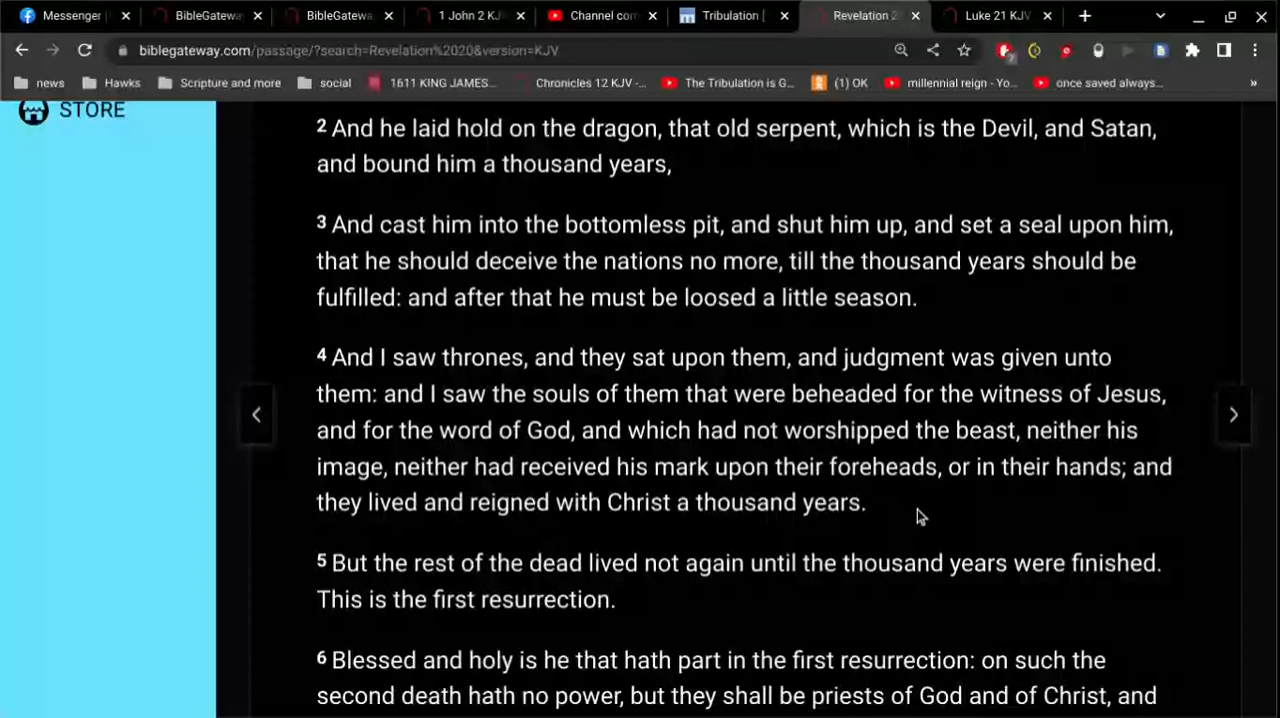 Messenger
BibleGatewa
BibleGatewa
1 John 2 KJ
Channel con
Tribulation |
Revelation 2
Luke 21 KJV
biblegateway.com/passage/?search=Revelation%2020&version=KJV
7
news
Hawks
Scripture and more
social
1611 KING JAMES...
Chronicles 12 KJV -...
The Tribulation is G...
(1) OK
millennial reign - Yo...
once saved always...
»
STORE
2 And he laid hold on the dragon, that old serpent, which is the Devil, and Satan,
and bound him a thousand years,
3 And cast him into the bottomless pit, and shut him up, and set a seal upon him,
that he should deceive the nations no more, till the thousand years should be
fulfilled: and after that he must be loosed a little season.
4 And I saw thrones, and they sat upon them, and judgment was given unto
them: and I saw the souls of them that were beheaded for the witness of Jesus,
and for the word of God, and which had not worshipped the beast, neither his
image, neither had received his mark upon their foreheads, or in their hands; and
they lived and reigned with Christ a thousand years.
5 But the rest of the dead lived not again until the thousand years were finished.
This is the first resurrection.
6 Blessed and holy is he that hath part in the first resurrection: on such the
second death hath no power, but they shall be priests of God and of Christ, and